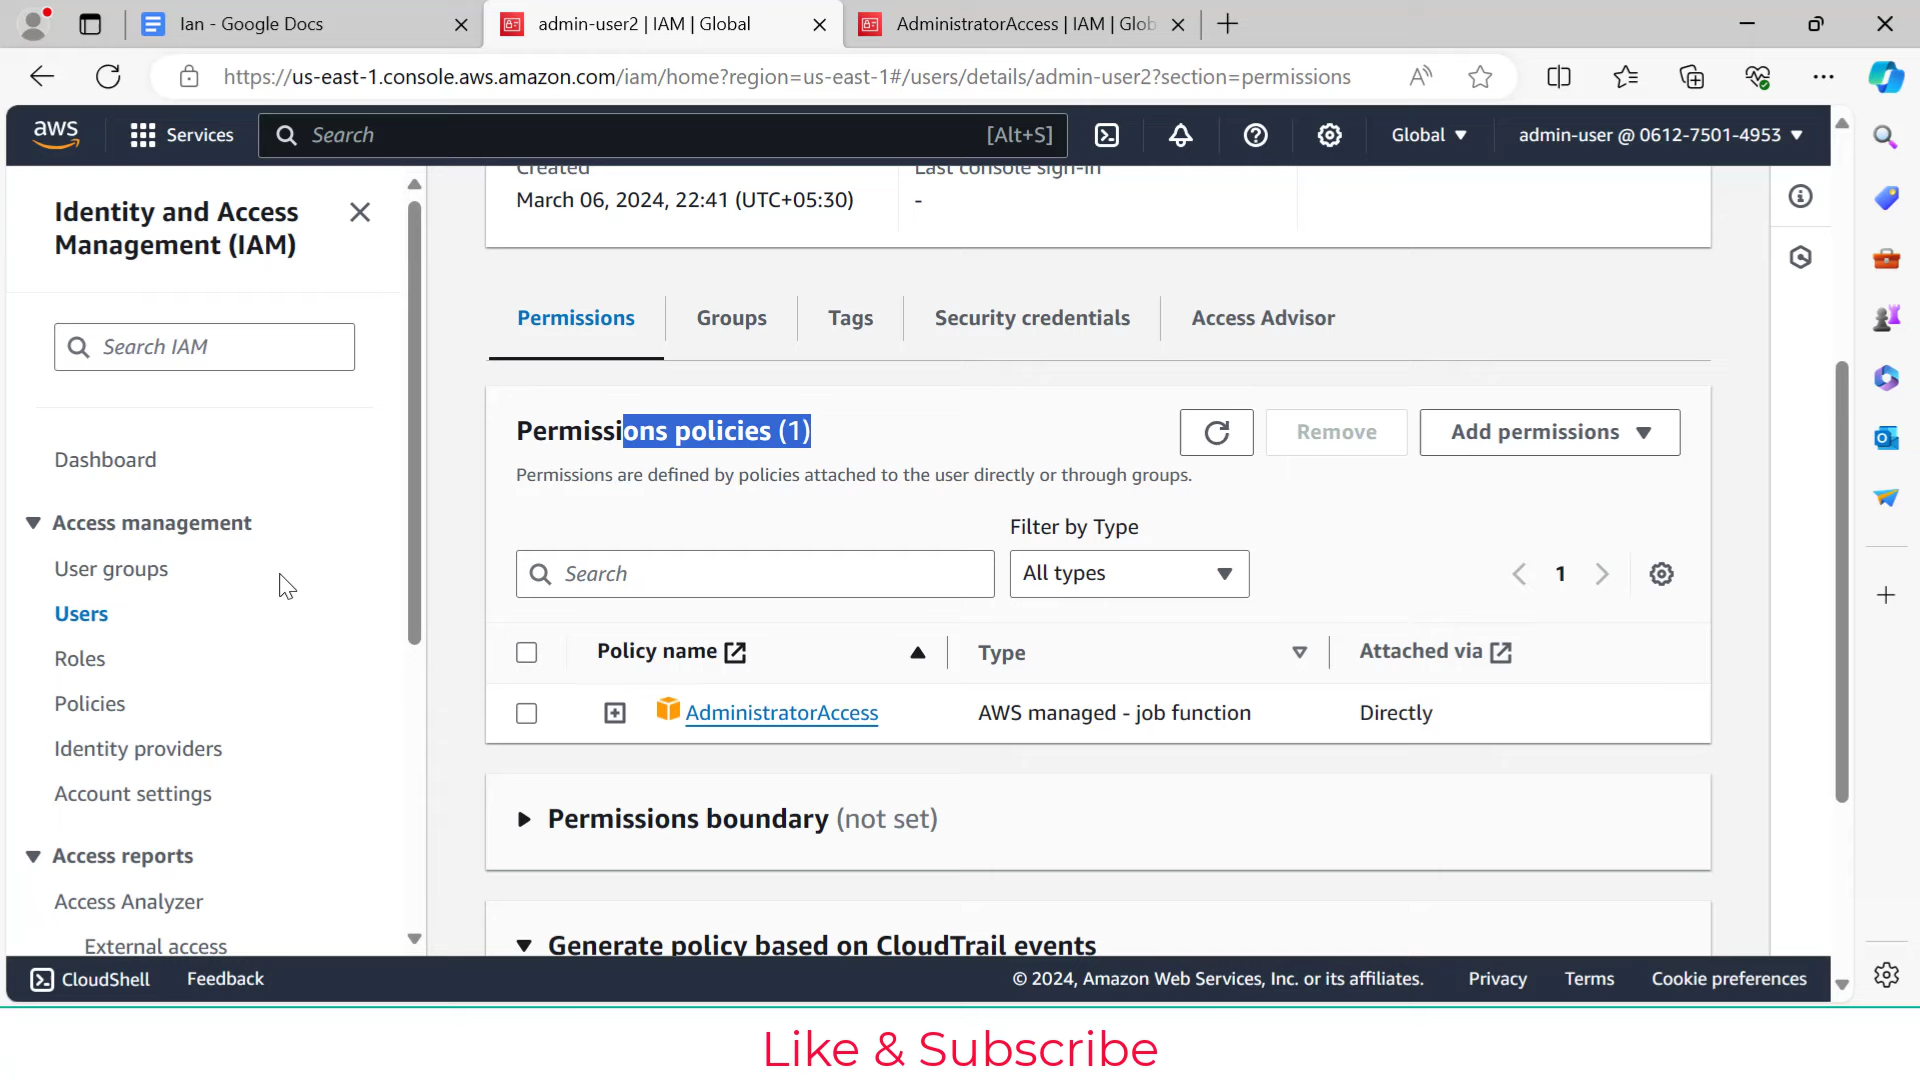 Ian - Google Docs
admin-user2 | IAM | Global
AdministratorAccess | IAM | Glob
https://us-east-1.console.aws.amazon.com/iam/home?region=us-east-1#/users/details/admin-user2?section=permissions
aws
Services
Search
[Alt+S]
Global
admin-user @ 0612-7501-4953
Identity and Access
Management (IAM)
Search IAM
Dashboard
Access management
User groups
Users
Roles
Policies
Identity providers
Account settings
Access reports
Access Analyzer
External access
Created
March 06, 2024, 22:41 (UTC+05:30)
Last console sign-in
-
Permissions
Groups
Tags
Security credentials
Access Advisor
Permissions policies (1)
Remove
Add permissions
Permissions are defined by policies attached to the user directly or through groups.
Filter by Type
Search
All types
1
Policy name
Type
Attached via
AdministratorAccess
AWS managed - job function
Directly
Permissions boundary (not set)
Generate policy based on CloudTrail events
CloudShell
Feedback
© 2024, Amazon Web Services, Inc. or its affiliates.
Privacy
Terms
Cookie preferences
Like & Subscribe